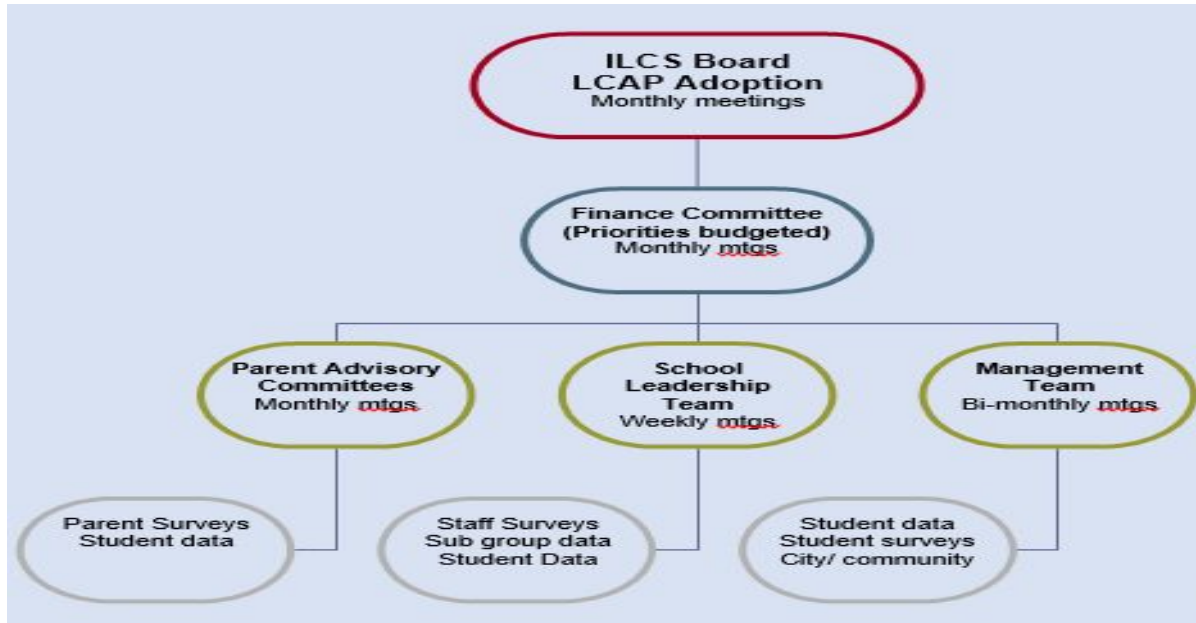 ILCS Board
LCAP Adoption
Monthly meetings
Finance Committee
(Priorities budgeted)
Monthly mtgs
Parent Advisory
Committees
Monthly mtgs
School
Leadership
Team
Weekly mtgs
Management
Team
Bi-monthly mtgs
Parent Surveys
Student data
Staff Surveys
Sub group data
Student Data
Student data
Student surveys
City/ community